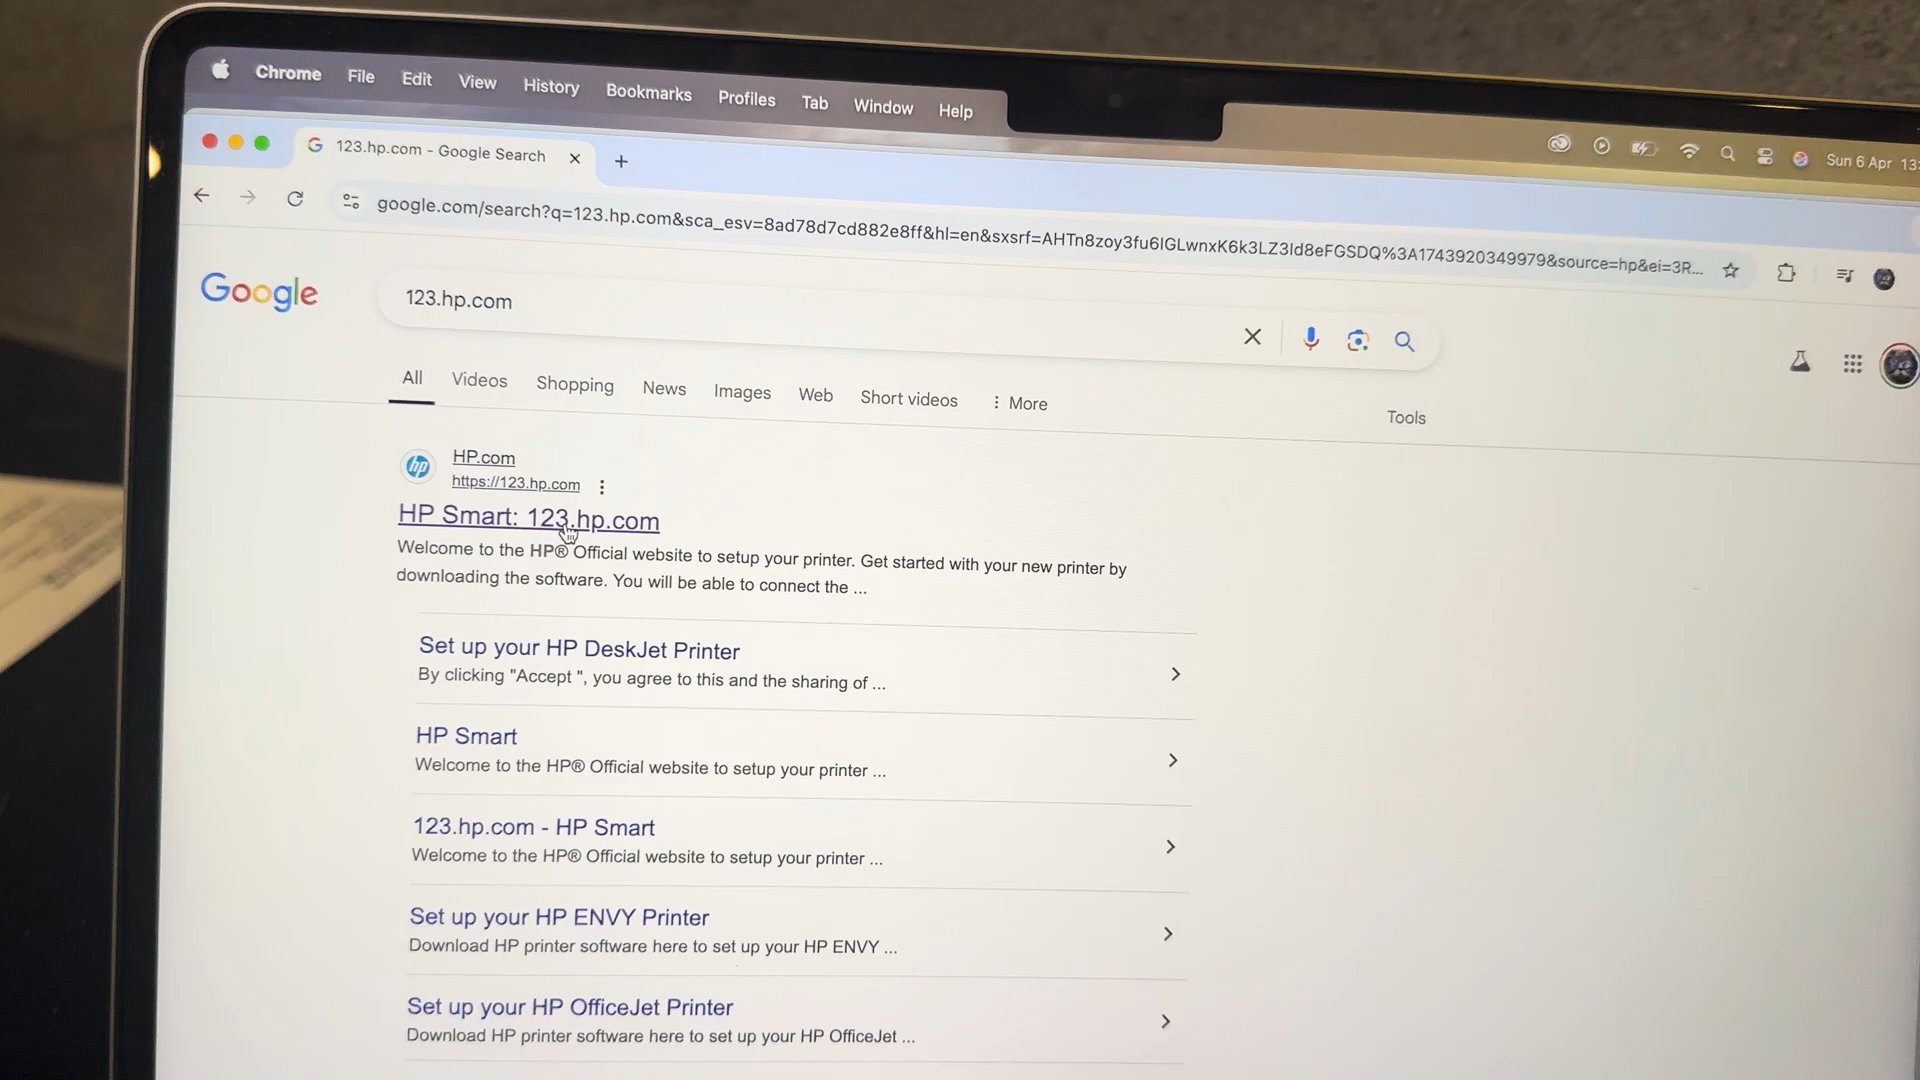 Chrome File Edit View History Bookmarks Profiles Tab Window Help
Sun 6 Apr 13:
123.hp.com - Google Search
google.com/search?q=123.hp.com&sca_esv=8ad78d7cd882e8ff&hl=en&sxsrf=AHTn8zoy3fu6IGLwnxK6k3LZ3Id8eFGSDQ%3A1743920349979&source=hp&ei=3R...
Google
123.hp.com
All Videos Shopping News Images Web Short videos More
Tools
hp
HP.com
https://123.hp.com
HP Smart: 123.hp.com
Welcome to the HP® Official website to setup your printer. Get started with your new printer by
downloading the software. You will be able to connect the ...
Set up your HP DeskJet Printer
By clicking "Accept ", you agree to this and the sharing of ...
HP Smart
Welcome to the HP® Official website to setup your printer ...
123.hp.com - HP Smart
Welcome to the HP® Official website to setup your printer ...
Set up your HP ENVY Printer
Download HP printer software here to set up your HP ENVY ...
Set up your HP OfficeJet Printer
Download HP printer software here to set up your HP OfficeJet ...